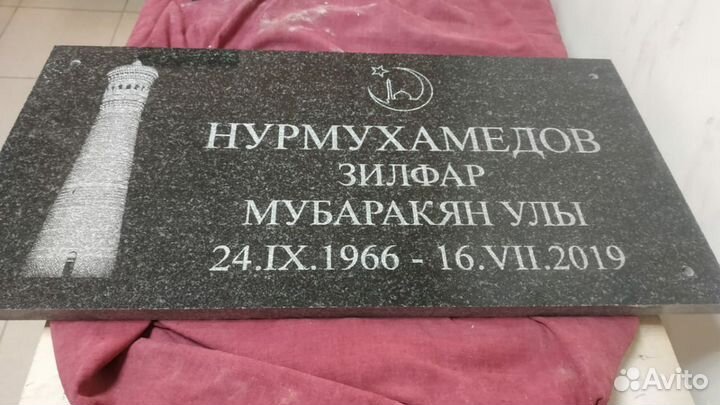 НУРМУХАМЕДОВ
ЗИЛФАР
МУБАРАКЯН УЛЫ
24.IX.1966 - 16.VII.2019
Avito